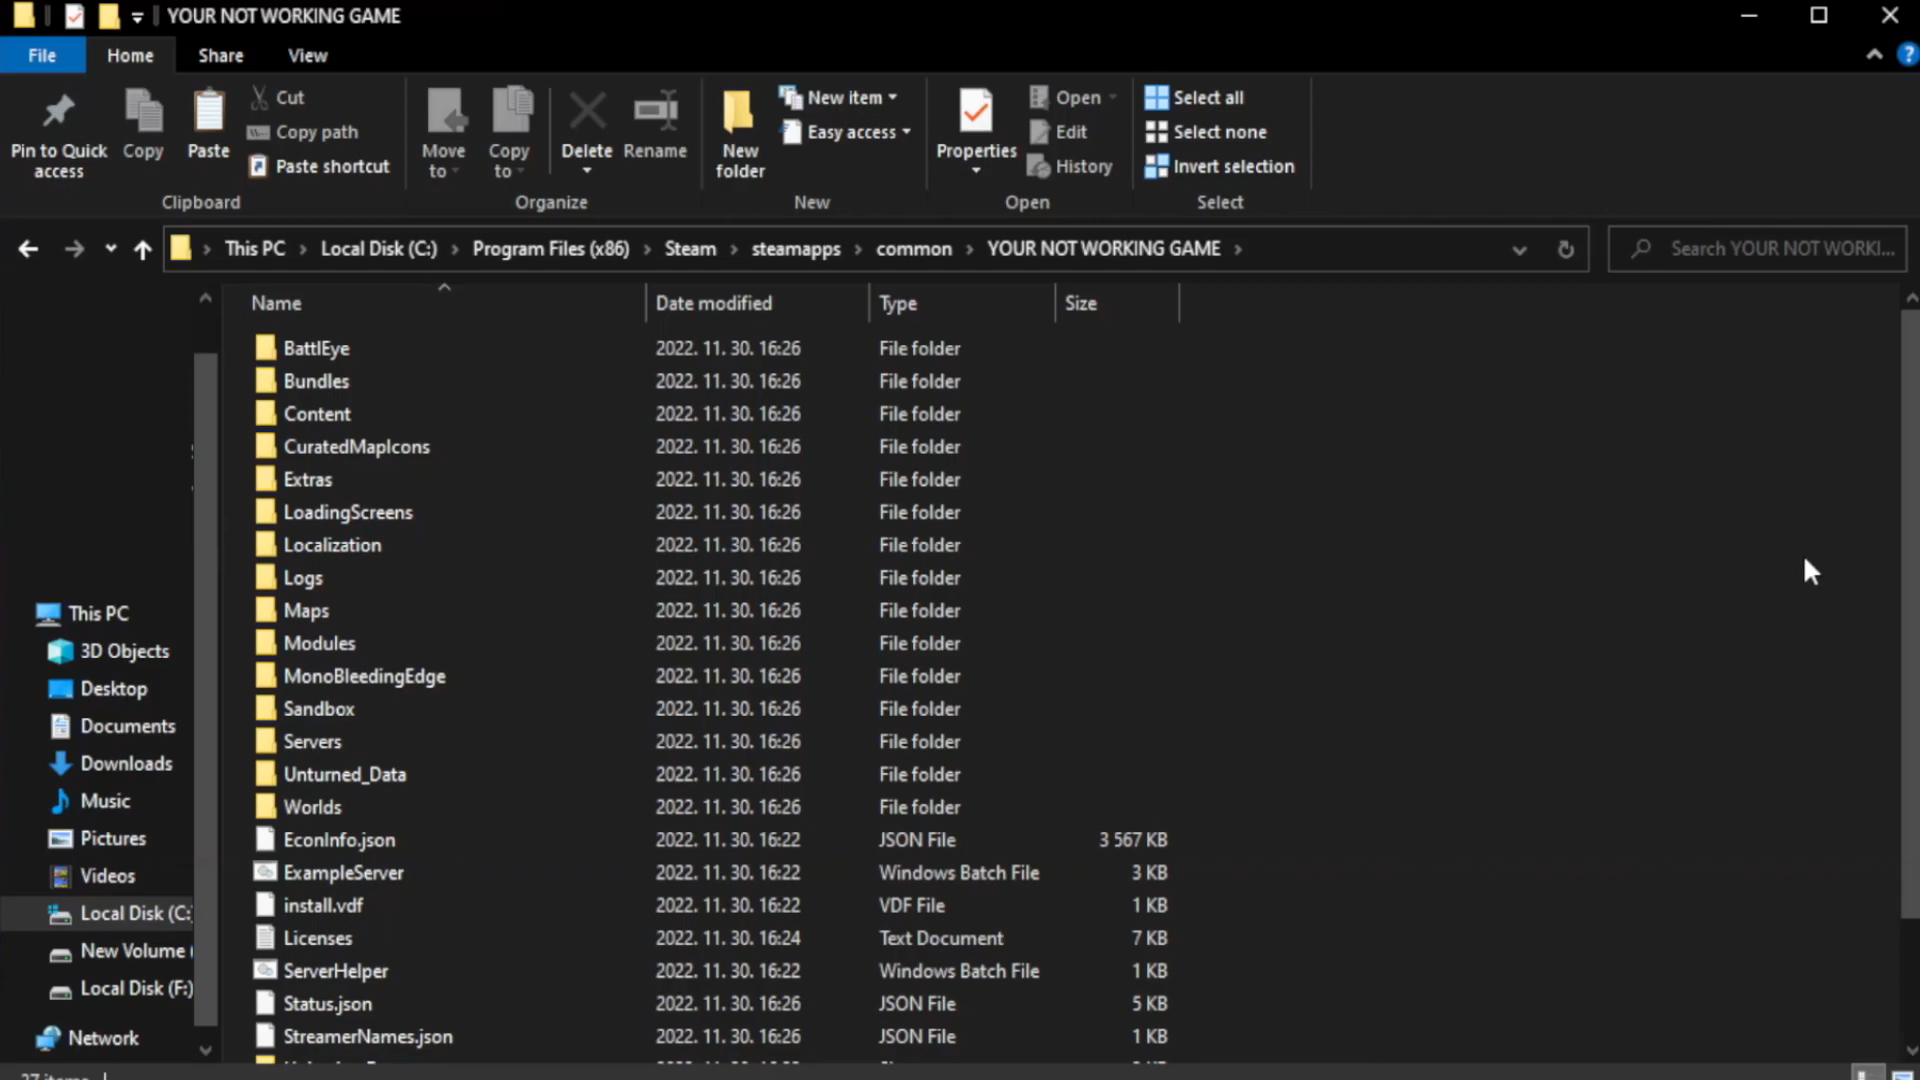 YOUR NOT WORKING GAME
File Home Share View
Pin to Quick access
Copy
Paste
Cut
Copy path
Paste shortcut
Clipboard
Move to
Copy to
Delete
Rename
Organize
New folder
New item
Easy access
New
Properties
Open
Edit
History
Open
Select all
Select none
Invert selection
Select
This PC > Local Disk (C:) > Program Files (x86) > Steam > steamapps > common > YOUR NOT WORKING GAME >
Search YOUR NOT WORKI...
This PC
3D Objects
Desktop
Documents
Downloads
Music
Pictures
Videos
Local Disk (C:
New Volume (
Local Disk (F:)
Network
Name Date modified Type Size
BattlEye 2022. 11. 30. 16:26 File folder
Bundles 2022. 11. 30. 16:26 File folder
Content 2022. 11. 30. 16:26 File folder
CuratedMapIcons 2022. 11. 30. 16:26 File folder
Extras 2022. 11. 30. 16:26 File folder
LoadingScreens 2022. 11. 30. 16:26 File folder
Localization 2022. 11. 30. 16:26 File folder
Logs 2022. 11. 30. 16:26 File folder
Maps 2022. 11. 30. 16:26 File folder
Modules 2022. 11. 30. 16:26 File folder
MonoBleedingEdge 2022. 11. 30. 16:26 File folder
Sandbox 2022. 11. 30. 16:26 File folder
Servers 2022. 11. 30. 16:26 File folder
Unturned_Data 2022. 11. 30. 16:26 File folder
Worlds 2022. 11. 30. 16:26 File folder
EconInfo.json 2022. 11. 30. 16:22 JSON File 3 567 KB
ExampleServer 2022. 11. 30. 16:22 Windows Batch File 3 KB
install.vdf 2022. 11. 30. 16:22 VDF File 1 KB
Licenses 2022. 11. 30. 16:24 Text Document 7 KB
ServerHelper 2022. 11. 30. 16:22 Windows Batch File 1 KB
Status.json 2022. 11. 30. 16:26 JSON File 5 KB
StreamerNames.json 2022. 11. 30. 16:26 JSON File 1 KB
27 items